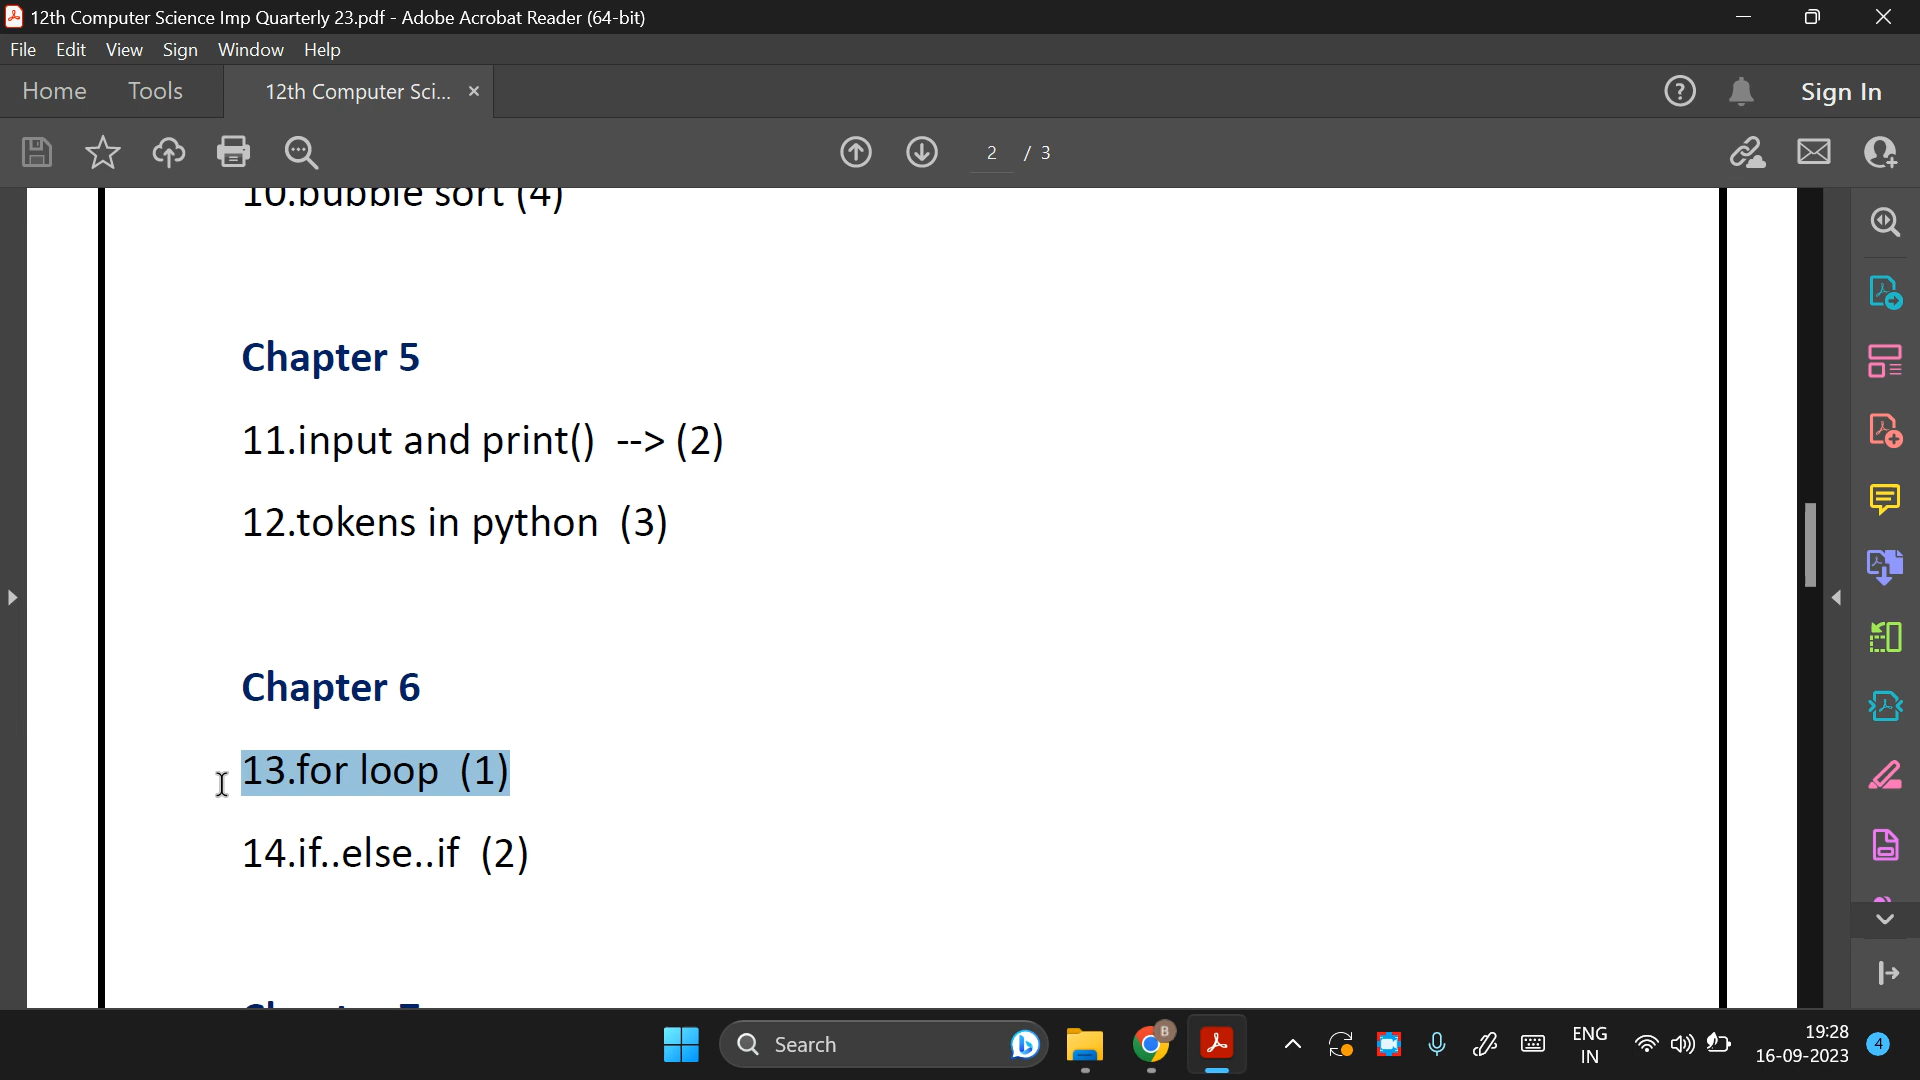 12th Computer Science Imp Quarterly 23.pdf - Adobe Acrobat Reader (64-bit)
File Edit View Sign Window Help
Home Tools 12th Computer Sci... × Sign In
2 / 3
10.bubble sort (4)
Chapter 5
11.input and print() --> (2)
12.tokens in python (3)
Chapter 6
13.for loop (1)
14.if..else..if (2)
Search
B
ENG
IN
19:28
16-09-2023
4